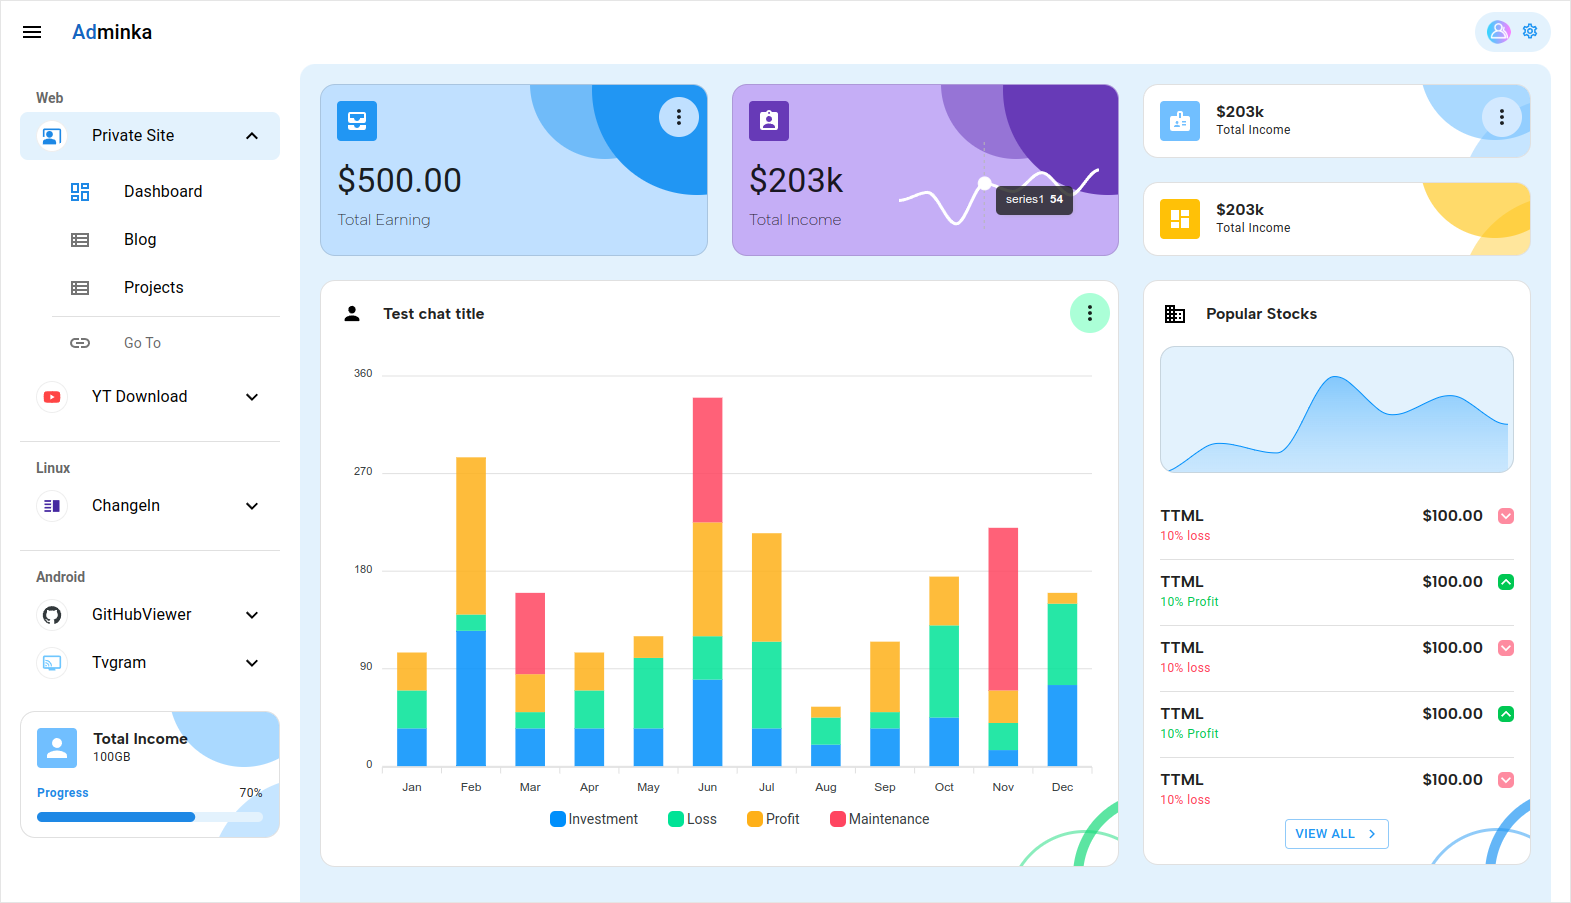 Adminka
Web
Private Site
Dashboard
Blog
Projects
Go To
YT Download
Linux
ChangeIn
Android
GitHubViewer
Tvgram
Total Income
100GB
Progress 70%
$500.00
Total Earning
$203k
Total Income
series1 54
$203k
Total Income
$203k
Total Income
Test chat title
360
270
180
90
0
Jan Feb Mar Apr May Jun Jul Aug Sep Oct Nov Dec
Investment Loss Profit Maintenance
Popular Stocks
TTML $100.00
10% loss
TTML $100.00
10% Profit
TTML $100.00
10% loss
TTML $100.00
10% Profit
TTML $100.00
10% loss
VIEW ALL